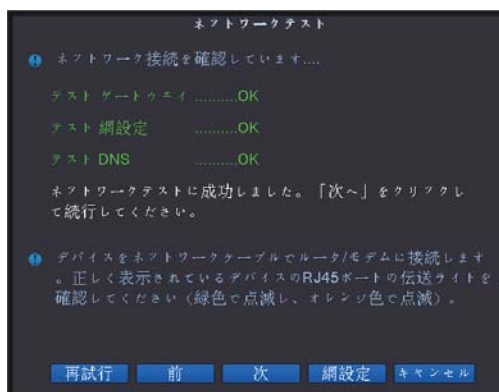 ネットワークテスト
ネットワーク接続を確認しています....
テスト ゲートウェイ ..........OK
テスト 網設定 ..........OK
テスト DNS ..........OK
ネットワークテストに成功しました。「次へ」をクリックし
て続行してください。
デバイスをネットワークケーブルでルータ/モデムに接続します
。正しく表示されているデバイスのRJ45ポートの伝送ライトを
確認してください（緑色で点滅し、オレンジ色で点滅）。
再試行 前 次 網設定 キャンセル